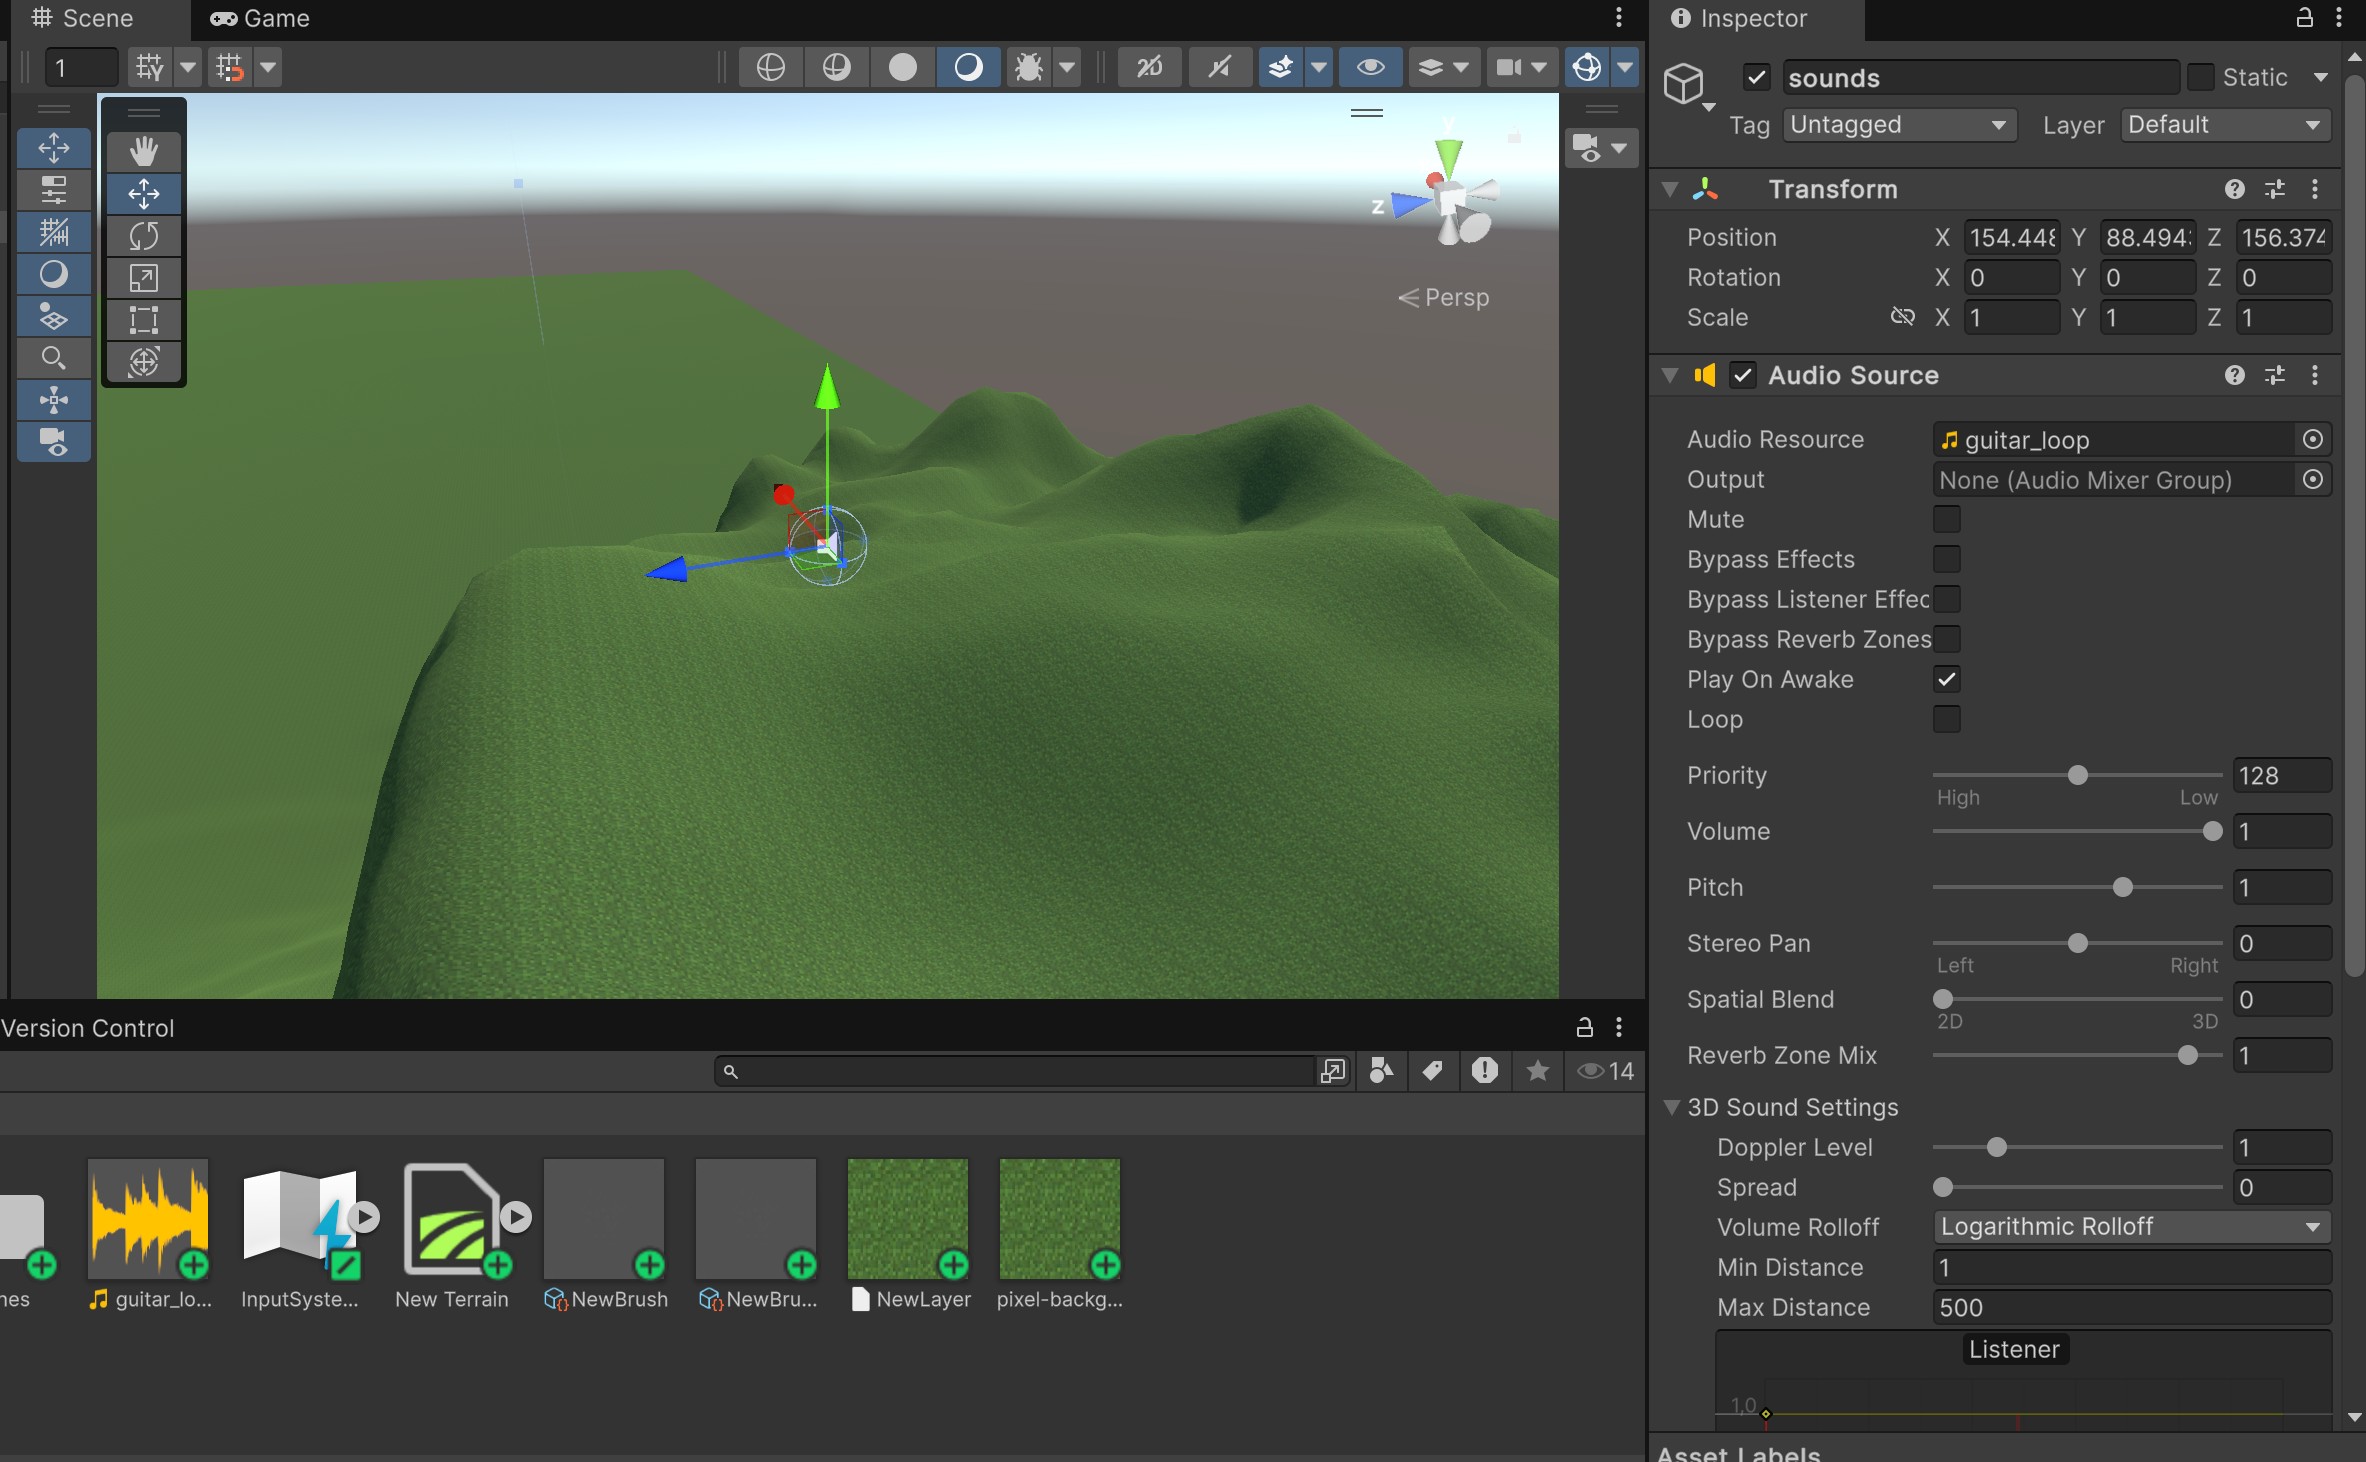 Scene
Game
Inspector
1
2D
sounds
Static
Tag
Untagged
Layer
Default
y
z
Persp
Transform
Position X 154.448 Y 88.494 Z 156.374
Rotation X 0 Y 0 Z 0
Scale X 1 Y 1 Z 1
Audio Source
Audio Resource guitar_loop
Output None (Audio Mixer Group)
Mute
Bypass Effects
Bypass Listener Effec
Bypass Reverb Zones
Play On Awake
Loop
Priority 128
High Low
Volume 1
Pitch 1
Stereo Pan 0
Left Right
Spatial Blend 0
2D 3D
Reverb Zone Mix 1
3D Sound Settings
Doppler Level 1
Spread 0
Volume Rolloff Logarithmic Rolloff
Min Distance 1
Max Distance 500
Listener
1,0
Asset Labels
Version Control
14
nes
guitar_lo...
InputSyste...
New Terrain
NewBrush
NewBru...
NewLayer
pixel-backg...